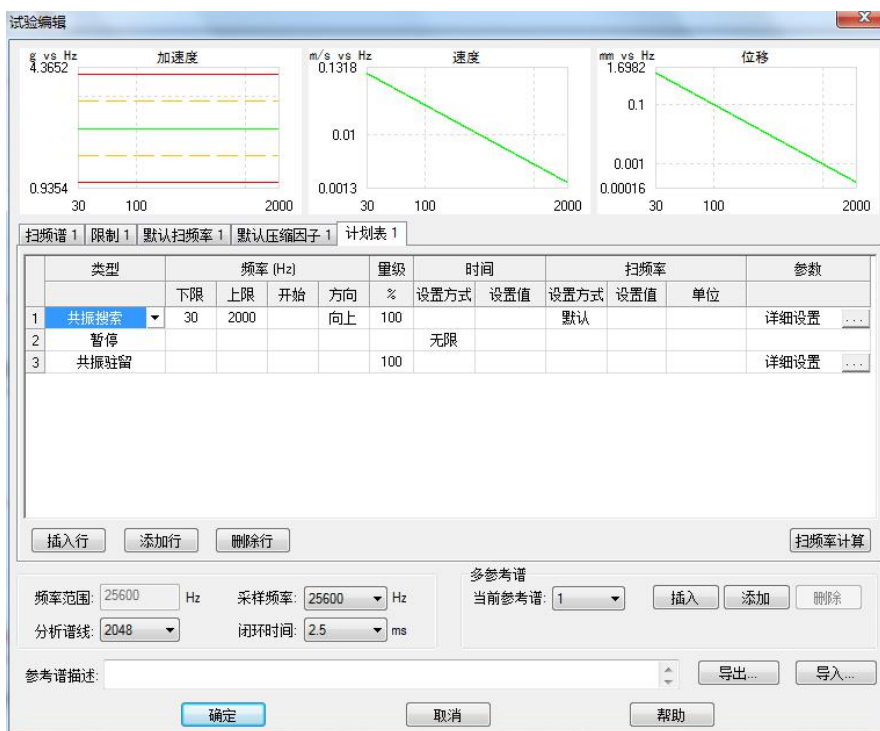 试验编辑
g vs Hz 加速度 m/s vs Hz 速度 mm vs Hz 位移
4.3652 0.1318 1.6982
0.1
0.01
0.001
0.9354 0.0013 0.00016
30 100 2000 30 100 2000 30 100 2000
扫频谱 1 限制 1 默认扫频率 1 默认压缩因子 1 计划表 1
类型 频率 (Hz) 量级 时间 扫频率 参数
下限 上限 开始 方向 % 设置方式 设置值 设置方式 设置值 单位
1 共振搜索 30 2000 向上 100 默认 详细设置 ...
2 暂停 无限
3 共振驻留 100 详细设置 ...
插入行 添加行 删除行 扫频率计算
多参考谱
频率范围: 25600 Hz 采样频率: 25600 Hz 当前参考谱: 1 插入 添加 删除
分析谱线: 2048 闭环时间: 2.5 ms
参考谱描述: 导出... 导入...
确定 取消 帮助